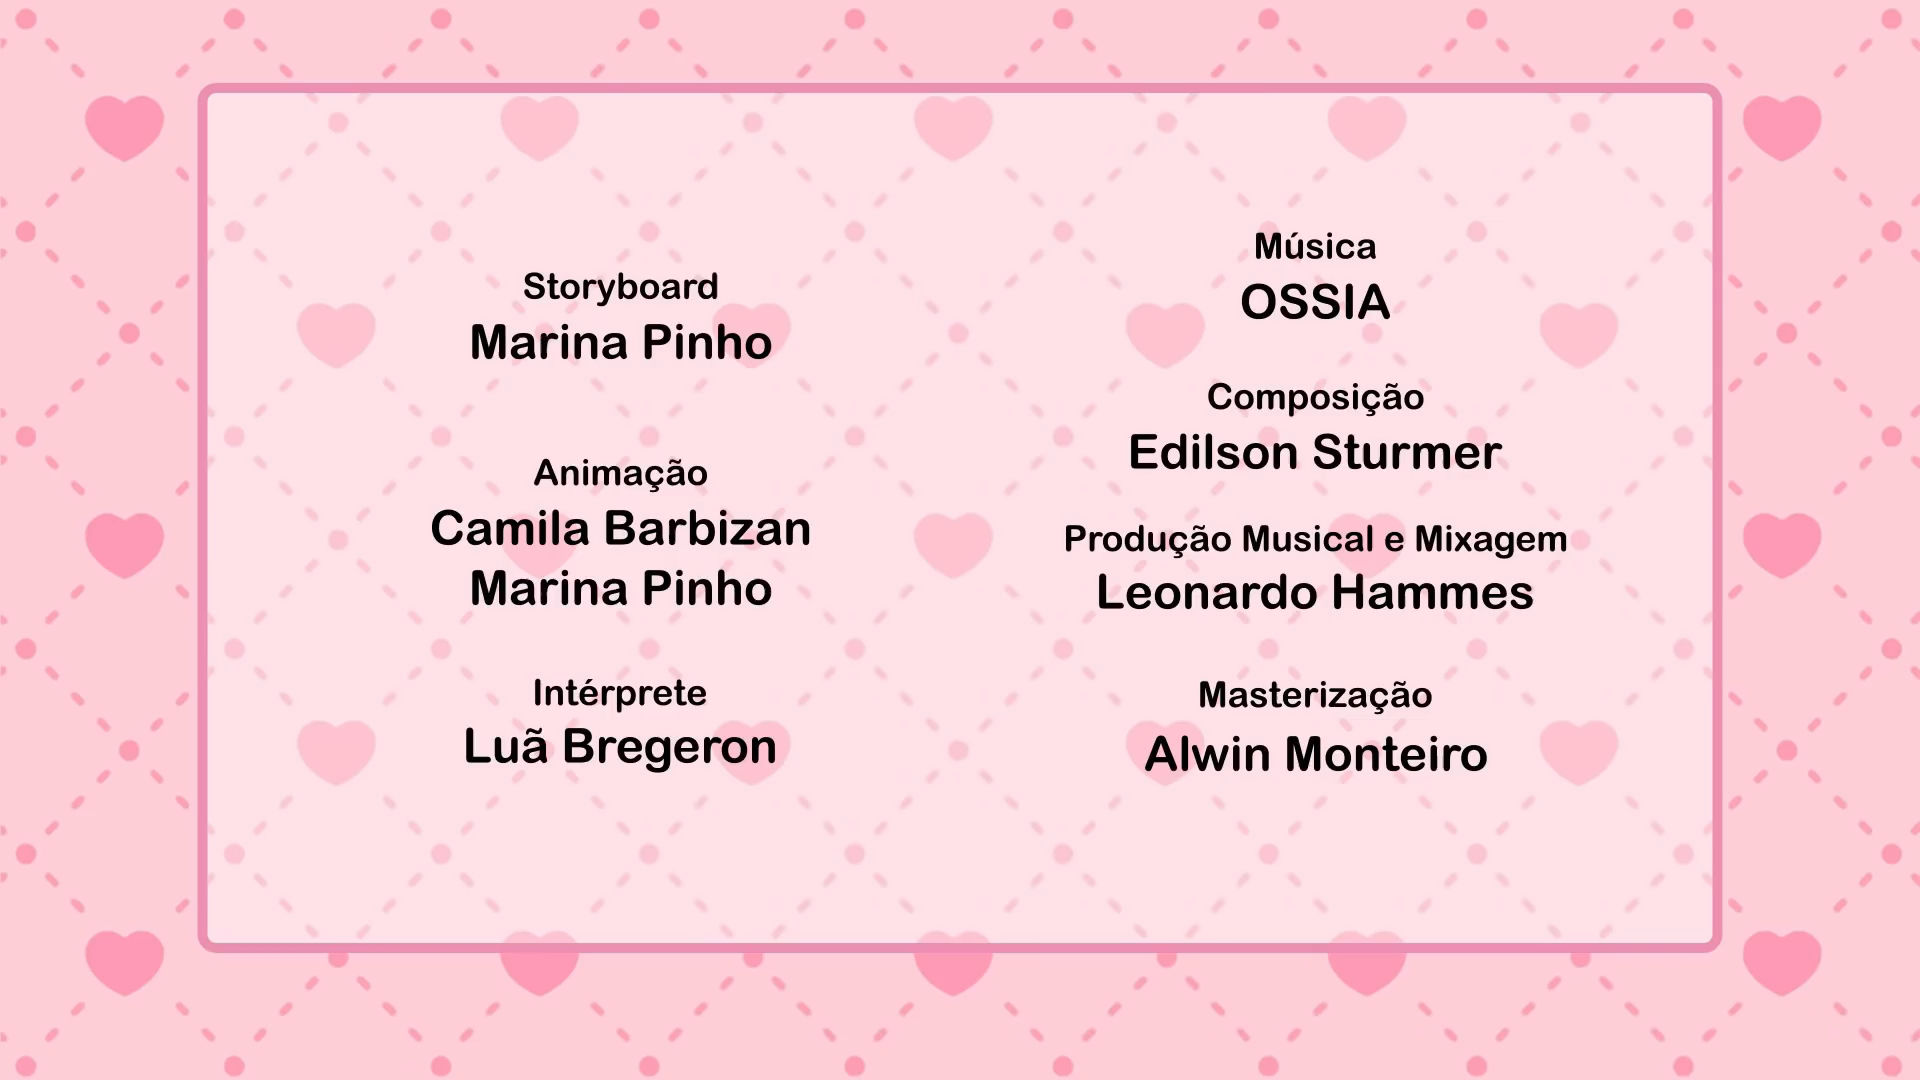 Storyboard
Marina Pinho
Animação
Camila Barbizan
Marina Pinho
Intérprete
Luã Bregeron
Música
OSSIA
Composição
Edilson Sturmer
Produção Musical e Mixagem
Leonardo Hammes
Masterização
Alwin Monteiro